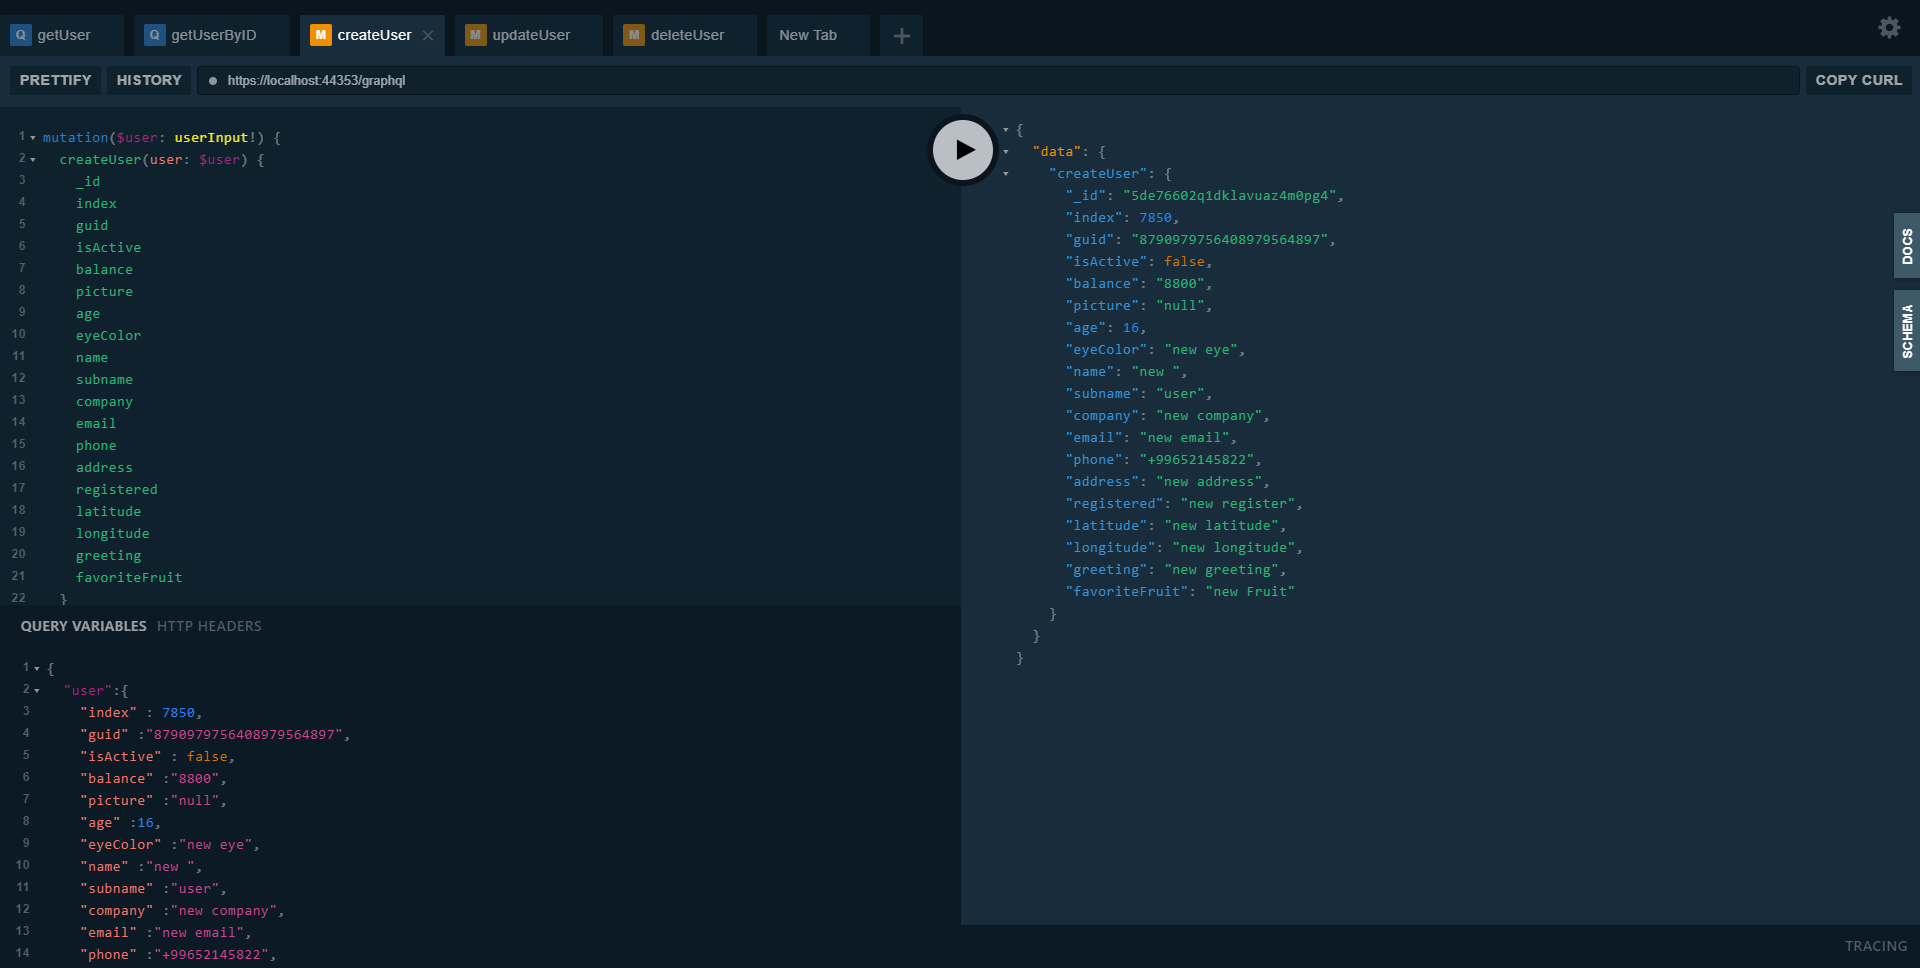 Q getUser Q getUserByID M createUser × M updateUser M deleteUser New Tab +
PRETTIFY HISTORY https://localhost:44353/graphql COPY CURL
1 mutation($user: userInput!) {
2 createUser(user: $user) {
3 _id
4 index
5 guid
6 isActive
7 balance
8 picture
9 age
10 eyeColor
11 name
12 subname
13 company
14 email
15 phone
16 address
17 registered
18 latitude
19 longitude
20 greeting
21 favoriteFruit
22 }
QUERY VARIABLES HTTP HEADERS
1 {
2 "user":{
3 "index" : 7850,
4 "guid" :"8790979756408979564897",
5 "isActive" : false,
6 "balance" :"8800",
7 "picture" :"null",
8 "age" :16,
9 "eyeColor" :"new eye",
10 "name" :"new ",
11 "subname" :"user",
12 "company" :"new company",
13 "email" :"new email",
14 "phone" :"+99652145822",
{
"data": {
"createUser": {
"_id": "5de76602q1dklavuaz4m0pg4",
"index": 7850,
"guid": "8790979756408979564897",
"isActive": false,
"balance": "8800",
"picture": "null",
"age": 16,
"eyeColor": "new eye",
"name": "new ",
"subname": "user",
"company": "new company",
"email": "new email",
"phone": "+99652145822",
"address": "new address",
"registered": "new register",
"latitude": "new latitude",
"longitude": "new longitude",
"greeting": "new greeting",
"favoriteFruit": "new Fruit"
}
}
}
DOCS
SCHEMA
TRACING